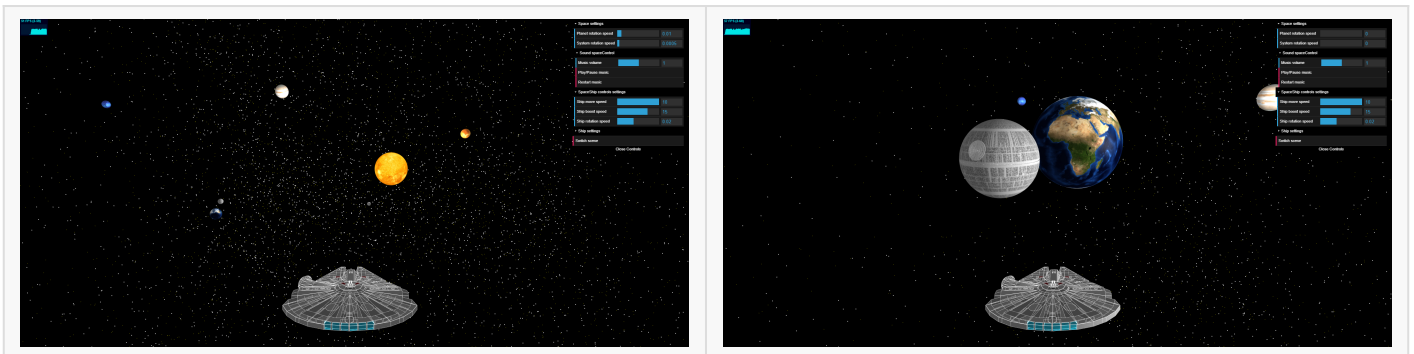 Space settings
Planet rotation speed 0.01
System rotation speed 0.0005
Sound spaceControl
Music volume 1
Play/Pause music
Restart music
SpaceShip controls settings
Ship move speed 10
Ship boost speed 15
Ship rotation speed 0.02
Ship settings
Switch scene
Close Controls
Space settings
Planet rotation speed 0
System rotation speed 0
Sound spaceControl
Music volume 1
Play/Pause music
Restart music
SpaceShip controls settings
Ship move speed 10
Ship boost speed 15
Ship rotation speed 0.02
Ship settings
Switch scene
Close Controls